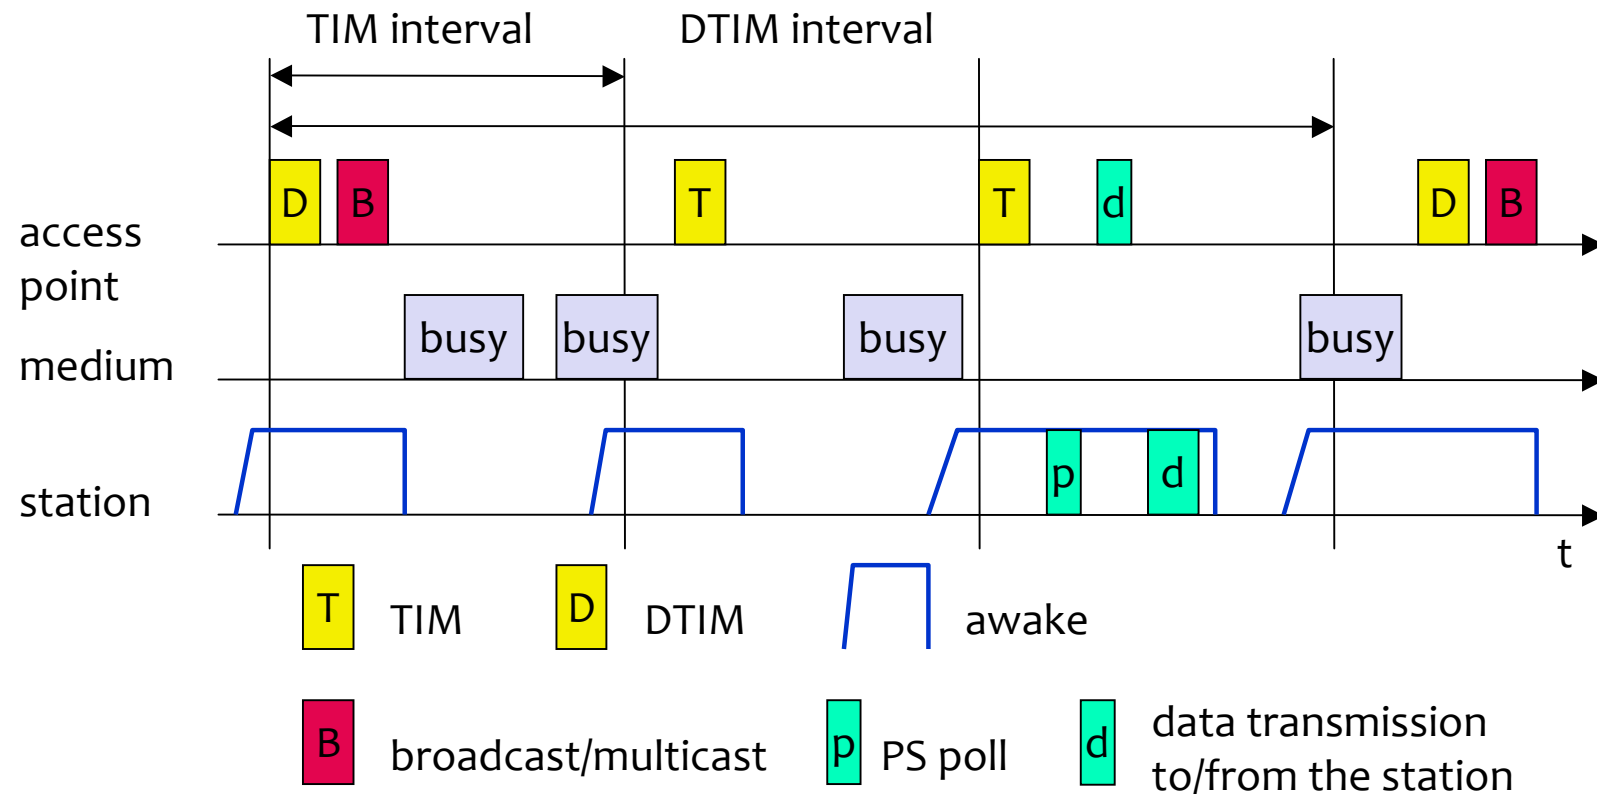 TIM interval DTIM interval
D B T T d D B
access
point
busy busy busy busy
medium
p d
station
t
T TIM D DTIM awake
B broadcast/multicast p PS poll d data transmission
to/from the station